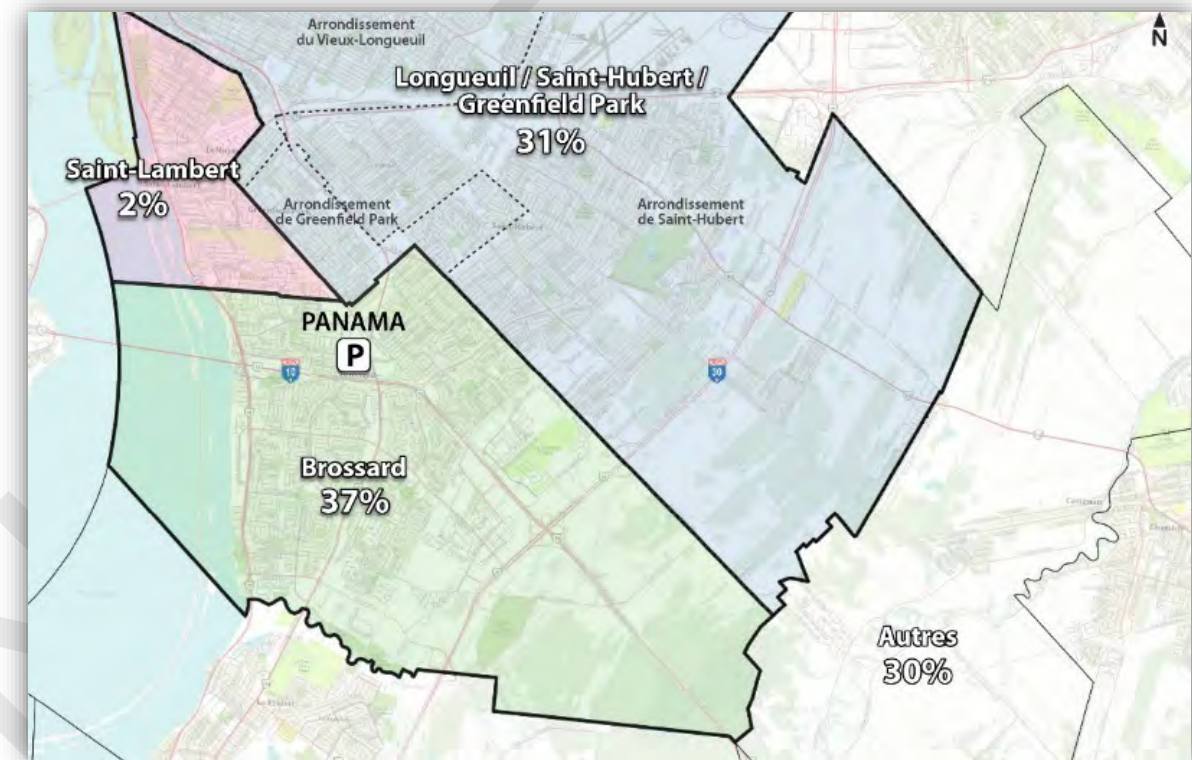 Arrondissement
du Vieux-Longueuil
N
Longueuil / Saint-Hubert /
Greenfield Park
31%
Saint-Lambert
2%
Arrondissement
de Greenfield Park
Arrondissement
de Saint-Hubert
PANAMA
P
10
30
Brossard
37%
Autres
30%